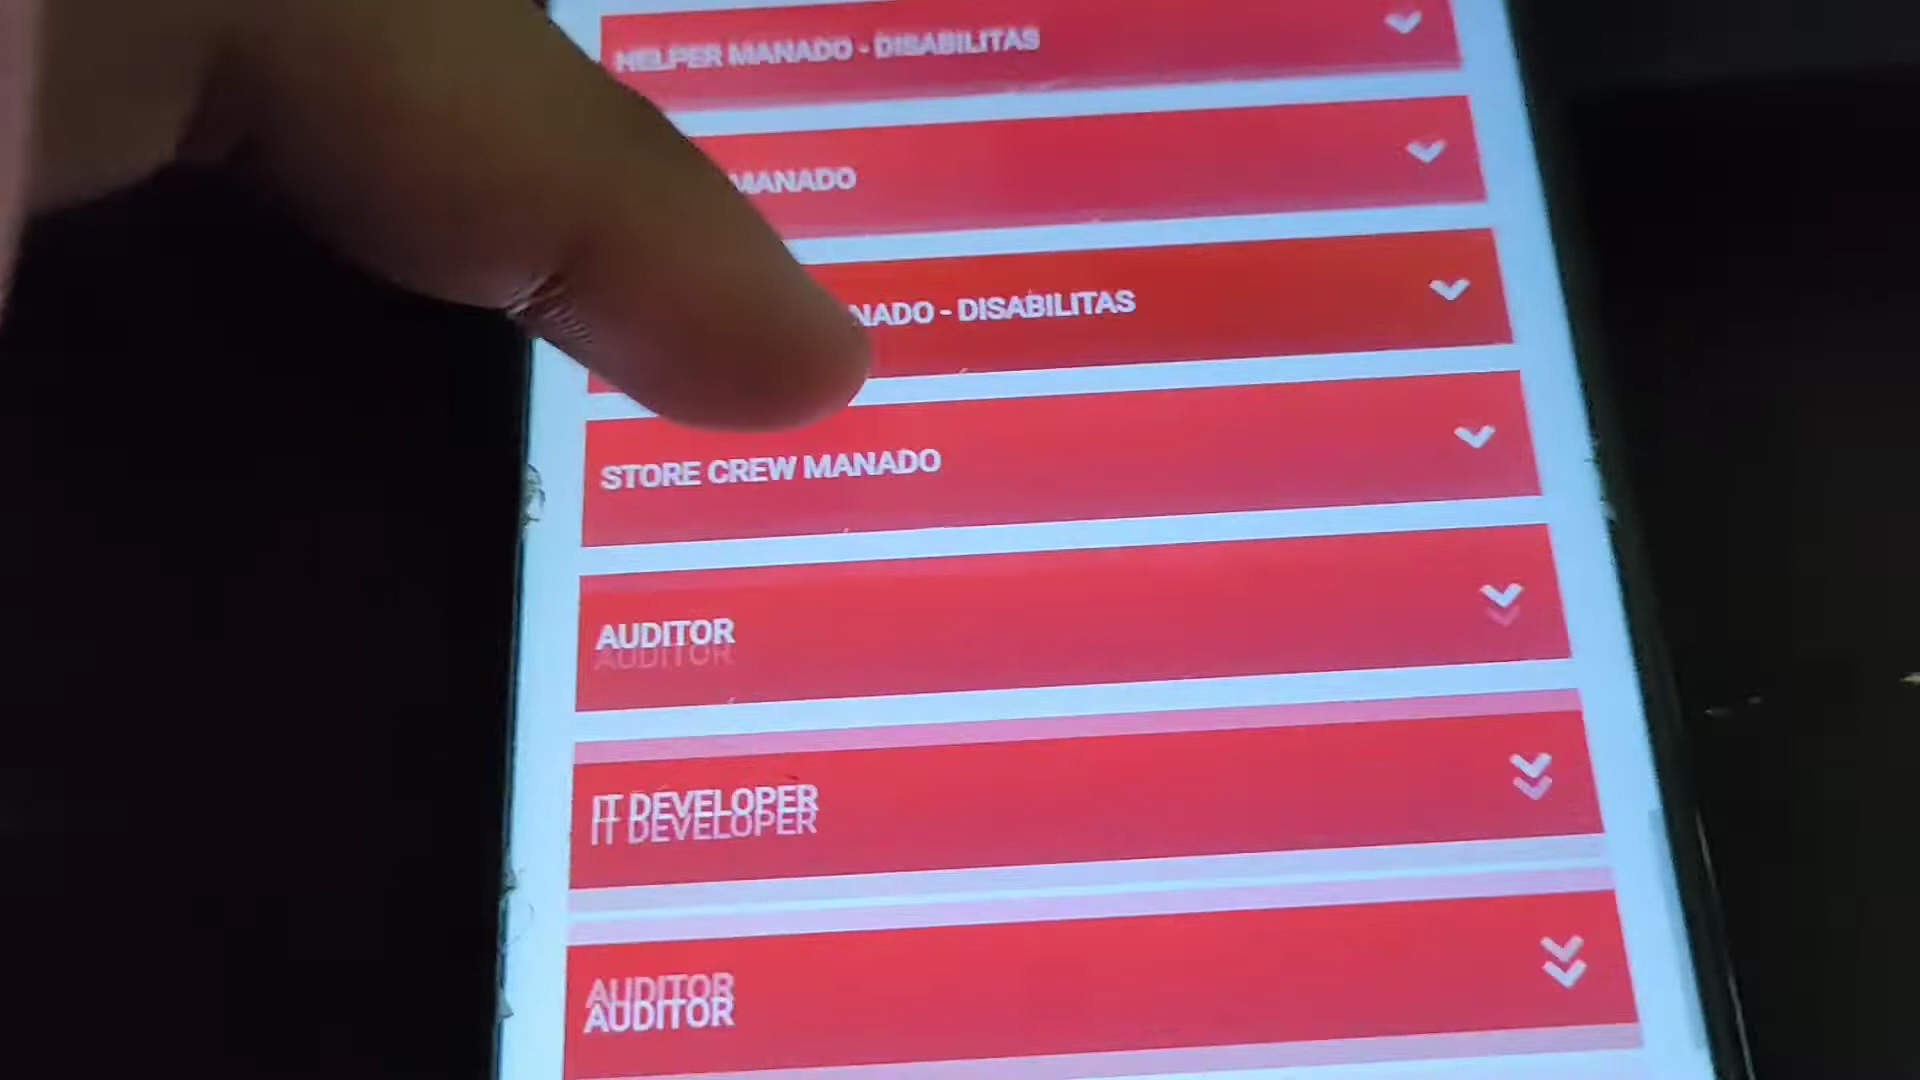 HELPER MANADO - DISABILITAS
MANADO
NADO - DISABILITAS
STORE CREW MANADO
AUDITOR
IT DEVELOPER
AUDITOR